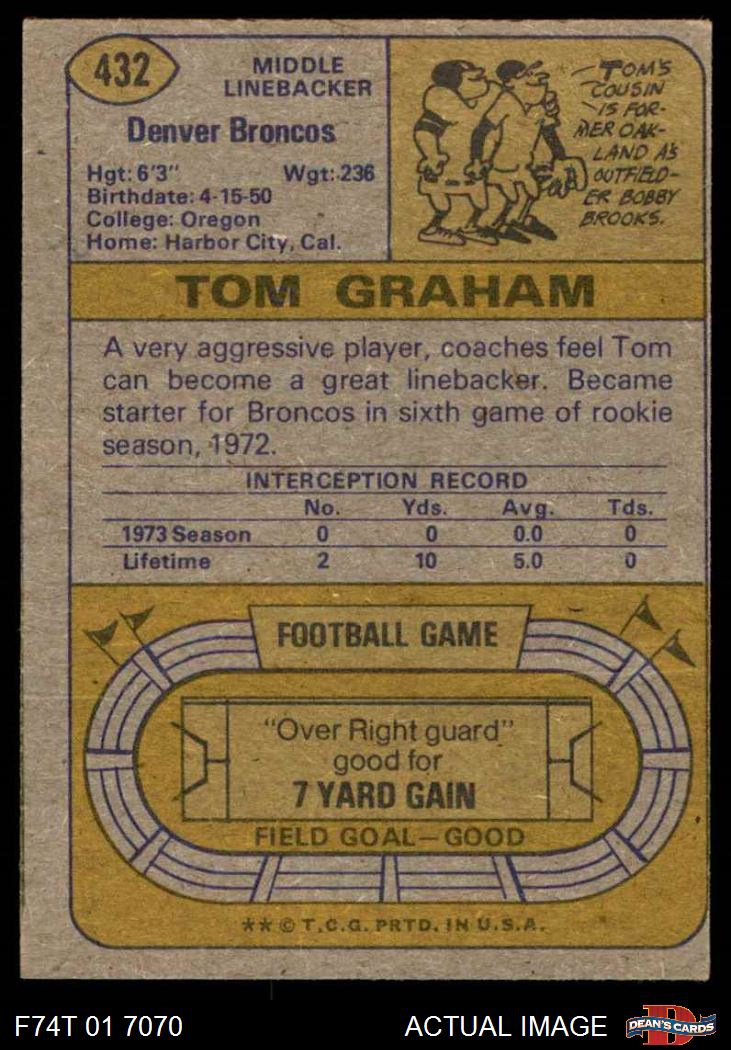 432
MIDDLE
LINEBACKER
Denver Broncos
Hgt: 6'3" Wgt: 236
Birthdate: 4-15-50
College: Oregon
Home: Harbor City, Cal.
TOM'S
COUSIN
IS FOR-
MER OAK-
LAND A'S
OUTFIELD-
ER BOBBY
BROOKS.
TOM GRAHAM
A very aggressive player, coaches feel Tom
can become a great linebacker. Became
starter for Broncos in sixth game of rookie
season, 1972.
INTERCEPTION RECORD
No. Yds. Avg. Tds.
1973 Season 0 0 0.0 0
Lifetime 2 10 5.0 0
FOOTBALL GAME
"Over Right guard"
good for
7 YARD GAIN
FIELD GOAL—GOOD
** © T.C.G. PRTD. IN U.S.A.
F74T 01 7070 ACTUAL IMAGE
D
DEAN'S CARDS